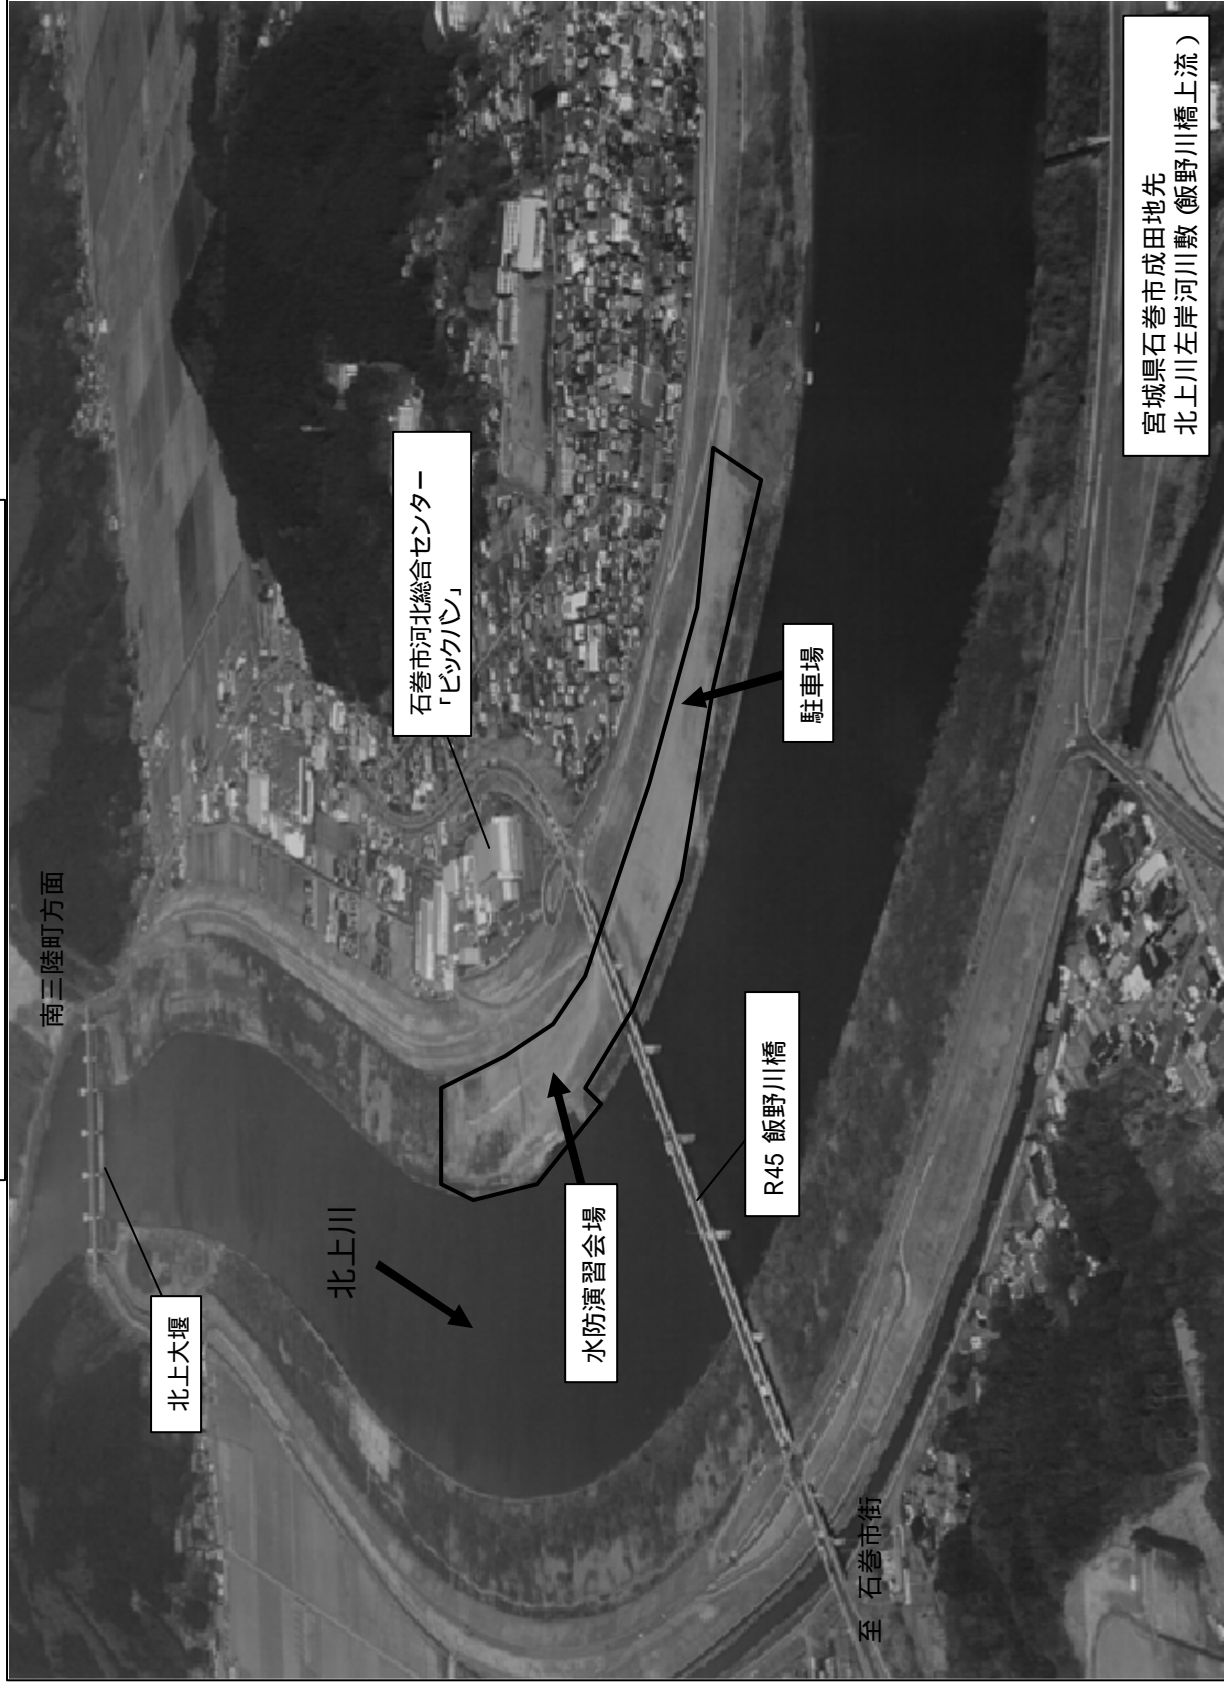 南三陸町方面
北上大堰
北上川
石巻市河北総合センター
「ビックバン」
水防演習会場
駐車場
R45 飯野川橋
至 石巻市街
宮城県石巻市成田地先
北上川左岸河川敷(飯野川橋上流)